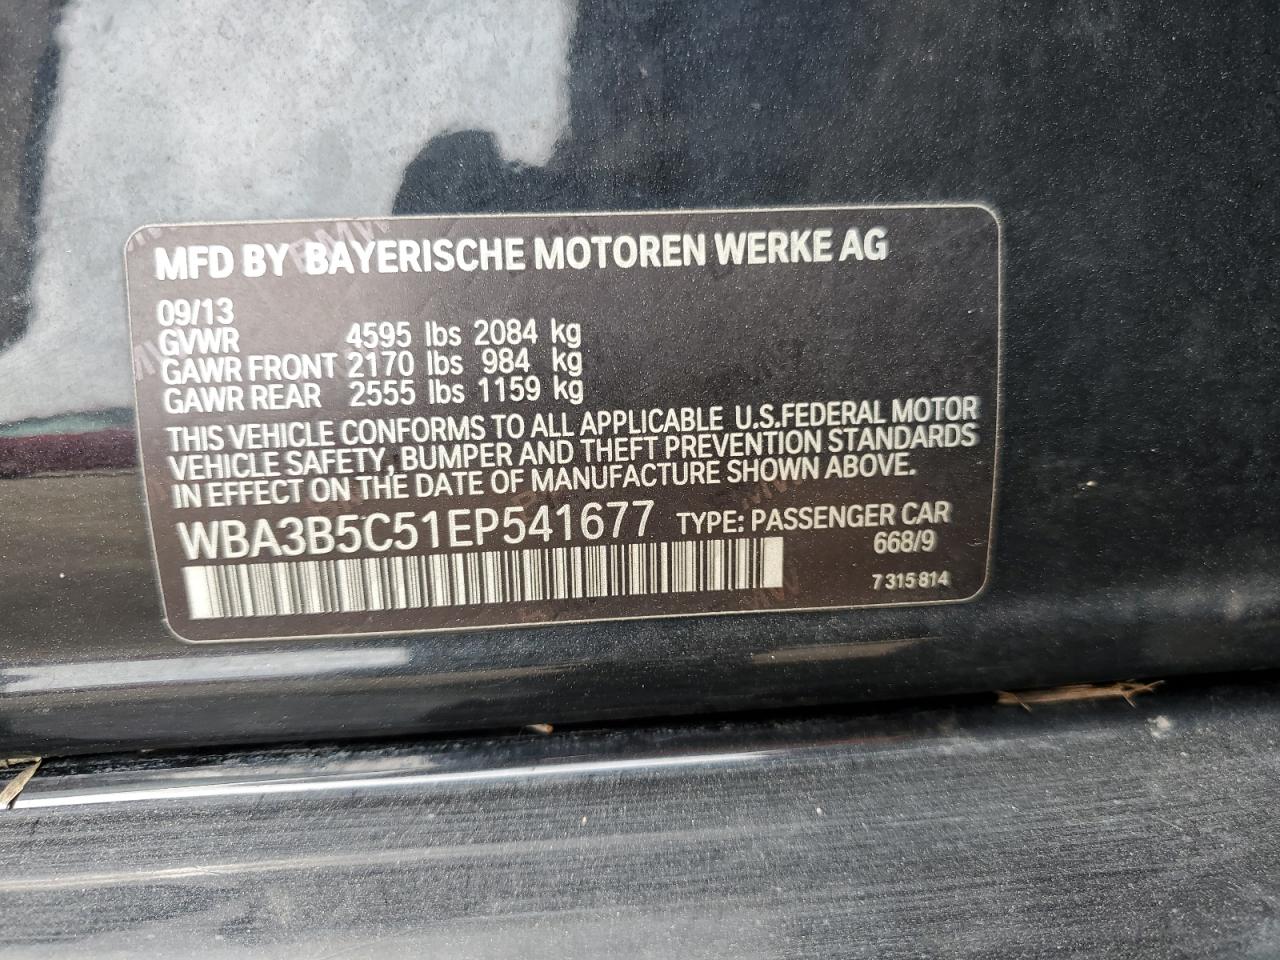 MFD BY BAYERISCHE MOTOREN WERKE AG
09/13
GVWR 4595 lbs 2084 kg
GAWR FRONT 2170 lbs 984 kg
GAWR REAR 2555 lbs 1159 kg
THIS VEHICLE CONFORMS TO ALL APPLICABLE U.S.FEDERAL MOTOR
VEHICLE SAFETY, BUMPER AND THEFT PREVENTION STANDARDS
IN EFFECT ON THE DATE OF MANUFACTURE SHOWN ABOVE.
WBA3B5C51EP541677 TYPE: PASSENGER CAR
668/9
7 315 814